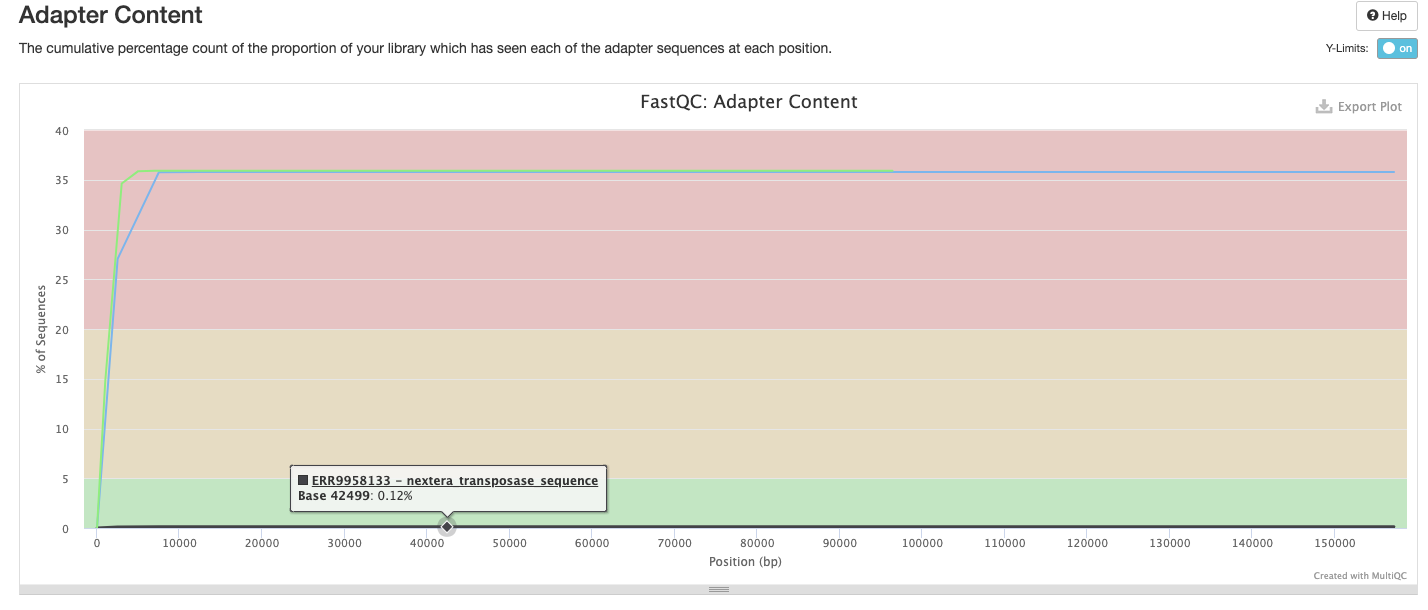 Adapter Content
Help
The cumulative percentage count of the proportion of your library which has seen each of the adapter sequences at each position.
Y-Limits: on
FastQC: Adapter Content
Export Plot
40
35
30
25
20
15
10
5
0
% of Sequences
ERR9958133 – nextera_transposase_sequence
Base 42499: 0.12%
0 10000 20000 30000 40000 50000 60000 70000 80000 90000 100000 110000 120000 130000 140000 150000
Position (bp)
Created with MultiQC